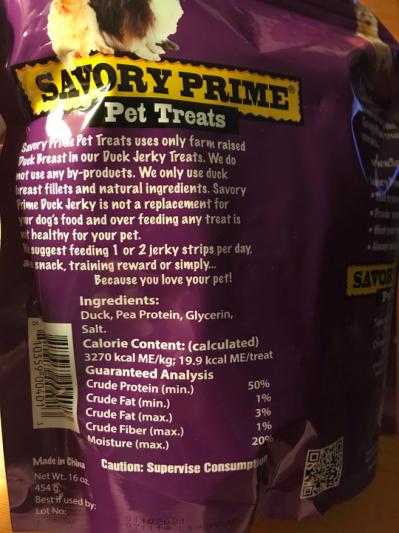 SAVORY PRIME®
Pet Treats
Savory Prime Pet Treats uses only farm raised
Duck Breast in our Duck Jerky Treats. We do
not use any by-products. We only use duck
breast fillets and natural ingredients. Savory
Prime Duck Jerky is not a replacement for
your dog's food and over feeding any treat is
not healthy for your pet.
We suggest feeding 1 or 2 jerky strips per day,
snack, training reward or simply...
Because you love your pet!
Ingredients:
Duck, Pea Protein, Glycerin,
Salt.
Calorie Content: (calculated)
3270 kcal ME/kg; 19.9 kcal ME/treat
Guaranteed Analysis
Crude Protein (min.) 50%
Crude Fat (min.) 1%
Crude Fat (max.) 3%
Crude Fiber (max.) 1%
Moisture (max.) 20%
Caution: Supervise Consumption
Made in China
Net Wt. 16 oz.
454 g
Best if used by:
Lot No:
SAVOR